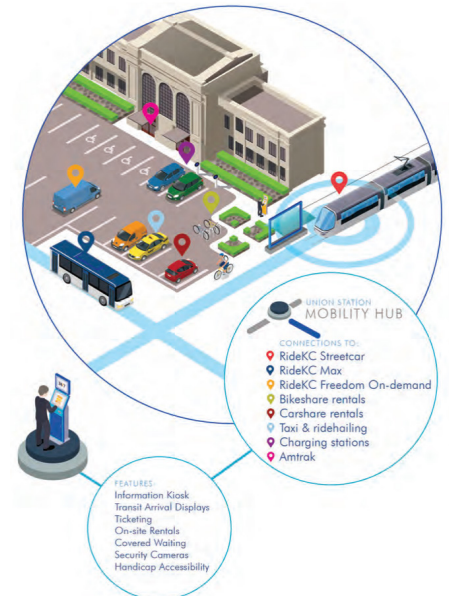 UNION STATION
MOBILITY HUB
CONNECTIONS TO:
RideKC Streetcar
RideKC Max
RideKC Freedom On-demand
Bikeshare rentals
Carshare rentals
Taxi & ridehailing
Charging stations
Amtrak
FEATURES:
Information Kiosk
Transit Arrival Displays
Ticketing
On-site Rentals
Covered Waiting
Security Cameras
Handicap Accessibility